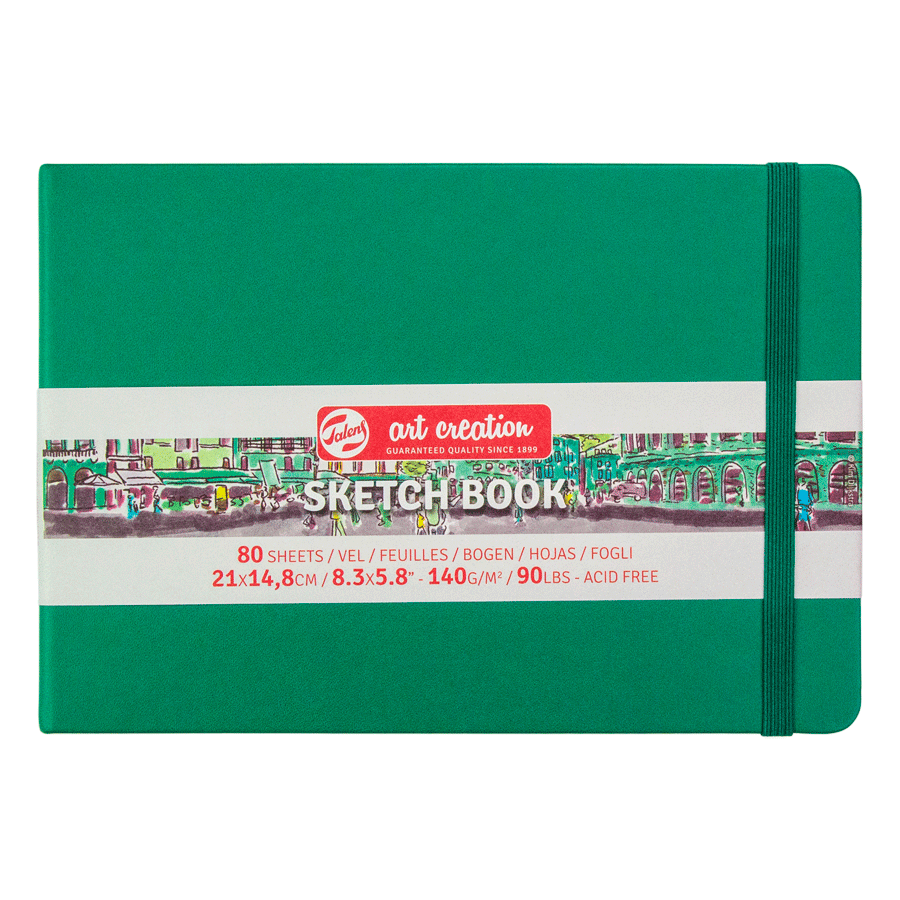 Talens
art creation
GUARANTEED QUALITY SINCE 1899
SKETCH BOOK
80 SHEETS / VEL / FEUILLES / BOGEN / HOJAS / FOGLI
21X14,8CM / 8.3X5.8” - 140G/M² / 90LBS - ACID FREE